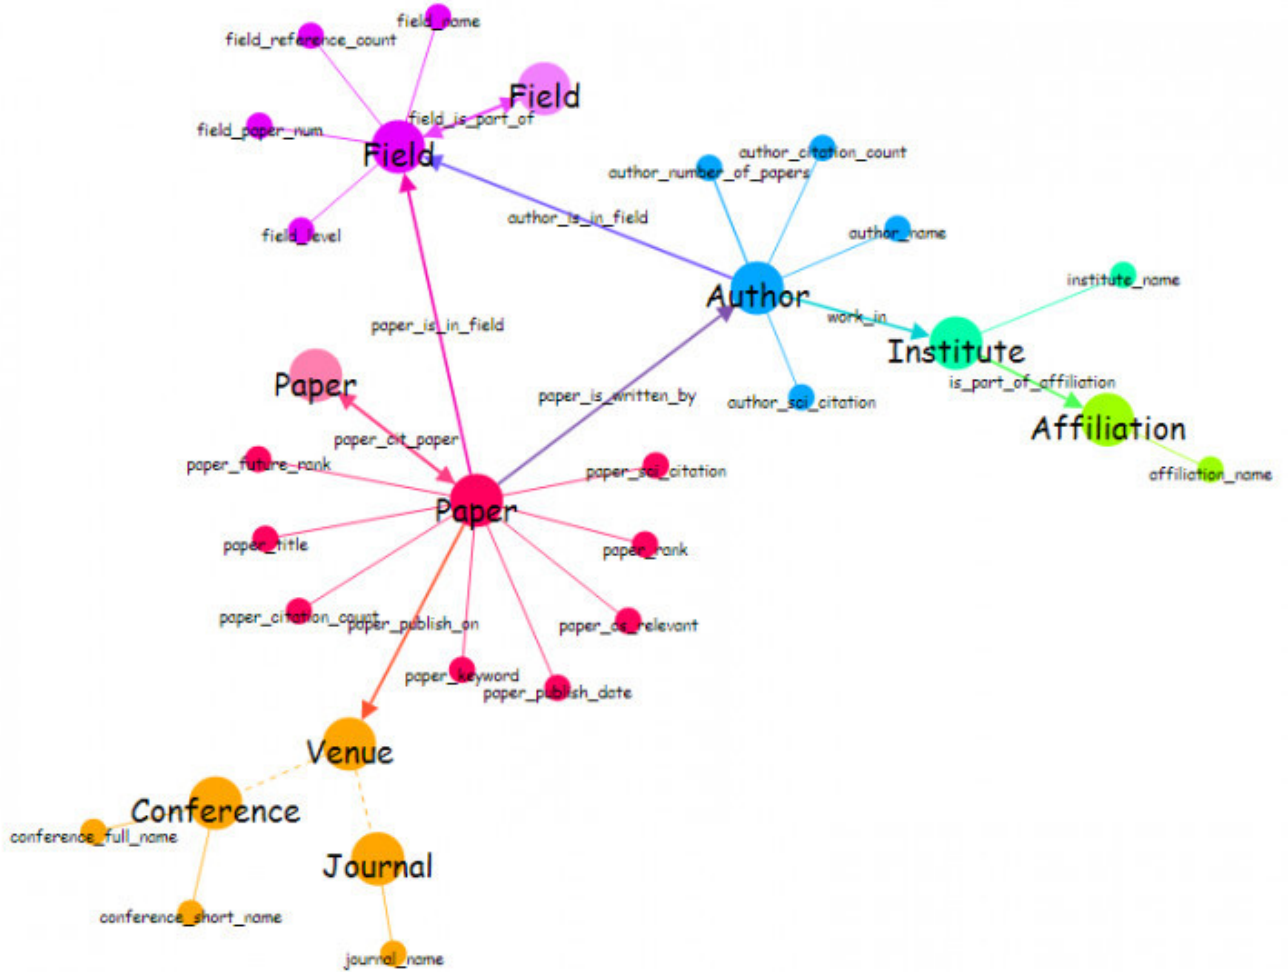 field_name
field_reference_count
Field
field_is_part_of
field_paper_num
Field
author_citation_count
author_number_of_papers
author_is_in_field
author_name
field_level
institute_name
Author
work_in
paper_is_in_field
Institute
Paper
is_part_of_affiliation
paper_is_written_by
author_sci_citation
Affiliation
paper_cit_paper
paper_future_rank
paper_sci_citation
affiliation_name
Paper
paper_title
paper_rank
paper_citation_count
paper_publish_on
paper_as_relevant
paper_keyword
paper_publish_date
Venue
Conference
conference_full_name
Journal
conference_short_name
journal_name